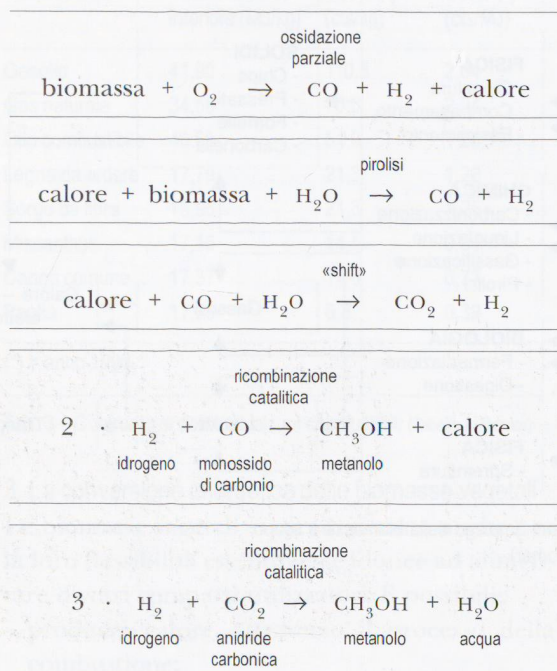 ossidazione
parziale
biomassa + O₂ → CO + H₂ + calore
pirolisi
calore + biomassa + H₂O → CO + H₂
«shift»
calore + CO + H₂O → CO₂ + H₂
ricombinazione
catalitica
2 H₂ + CO → CH₃OH + calore
idrogeno monossido metanolo
di carbonio
ricombinazione
catalitica
3 · H₂ + CO₂ → CH₃OH + H₂O
idrogeno anidride metanolo acqua
carbonica